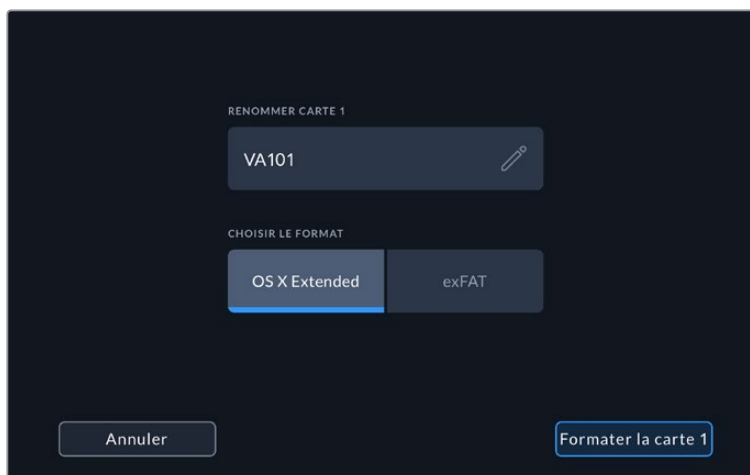 RENOMMER CARTE 1
VA101
CHOISIR LE FORMAT
OS X Extended exFAT
Annuler Formater la carte 1